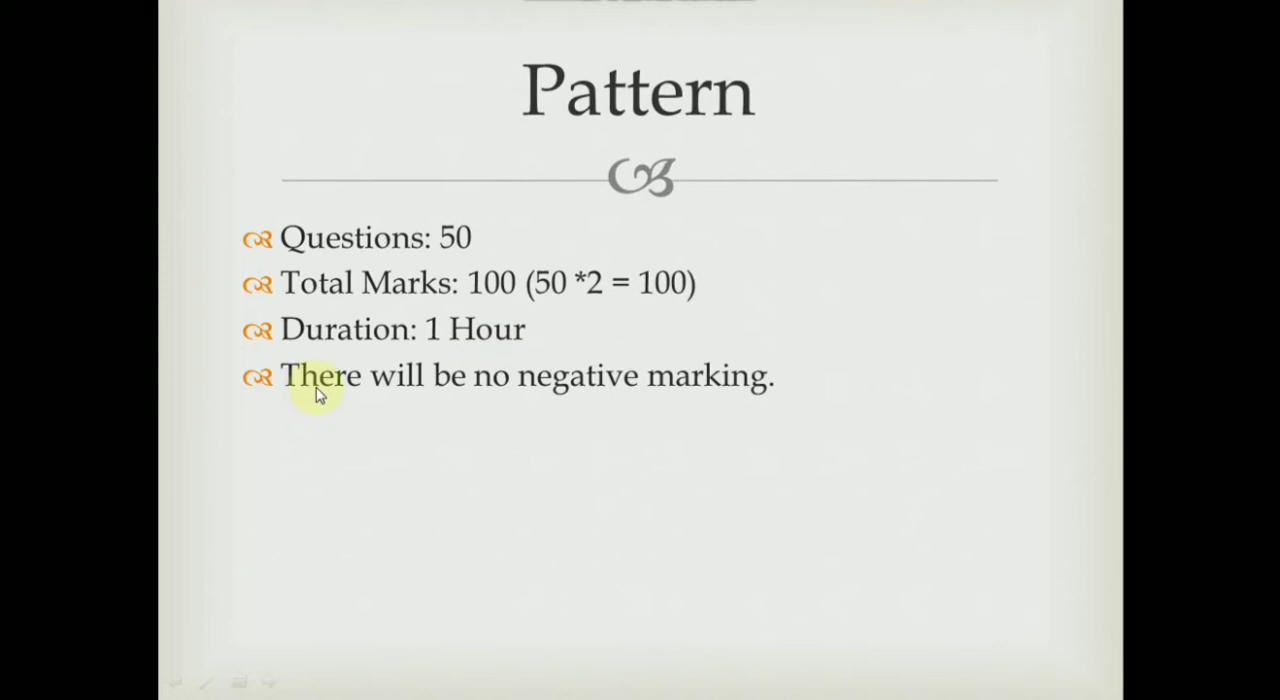 Pattern
Questions: 50
Total Marks: 100 (50 *2 = 100)
Duration: 1 Hour
There will be no negative marking.